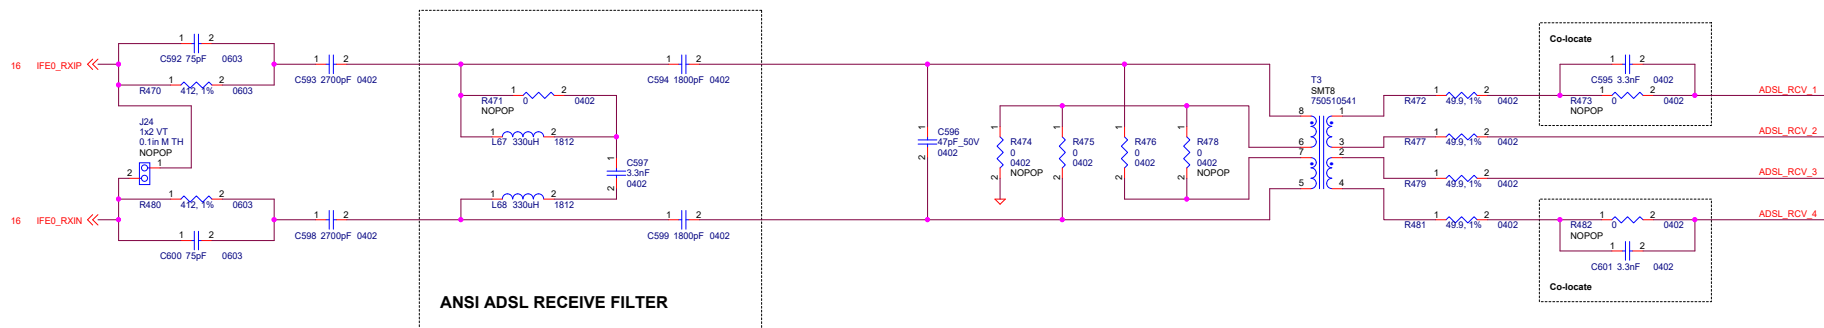 1 2
C592 75pF 0603
16 IFE0_RXIP
1 2
R470 412, 1% 0603
1 2
C593 2700pF 0402
J24
1x2 VT
0.1in M TH
NOPOP
1
2
1 2
R480 412, 1% 0603
16 IFE0_RXIN
1 2
C600 75pF 0603
1 2
C598 2700pF 0402
1 2
R471 0 0402
NOPOP
1 2
L67 330uH 1812
1
C597
3.3nF
2
0402
1 2
L68 330uH 1812
1 2
C594 1800pF 0402
1 2
C599 1800pF 0402
ANSI ADSL RECEIVE FILTER
1
C596
47pF_50V
2
0402
1
R474
0
0402
2
NOPOP
1
R475
0
0402
2
1
R476
0
0402
2
1
R478
0
0402
2
NOPOP
T3
SMT8
750510541
8 1
6 3
7 2
5 4
1 2
R472 49.9, 1% 0402
1 2
R477 49.9, 1% 0402
1 2
R479 49.9, 1% 0402
1 2
R481 49.9, 1% 0402
Co-locate
1 2
C595 3.3nF 0402
1 2
R473 0 0402
NOPOP
ADSL_RCV_1
ADSL_RCV_2
ADSL_RCV_3
ADSL_RCV_4
1 2
R482 0 0402
NOPOP
1 2
C601 3.3nF 0402
Co-locate